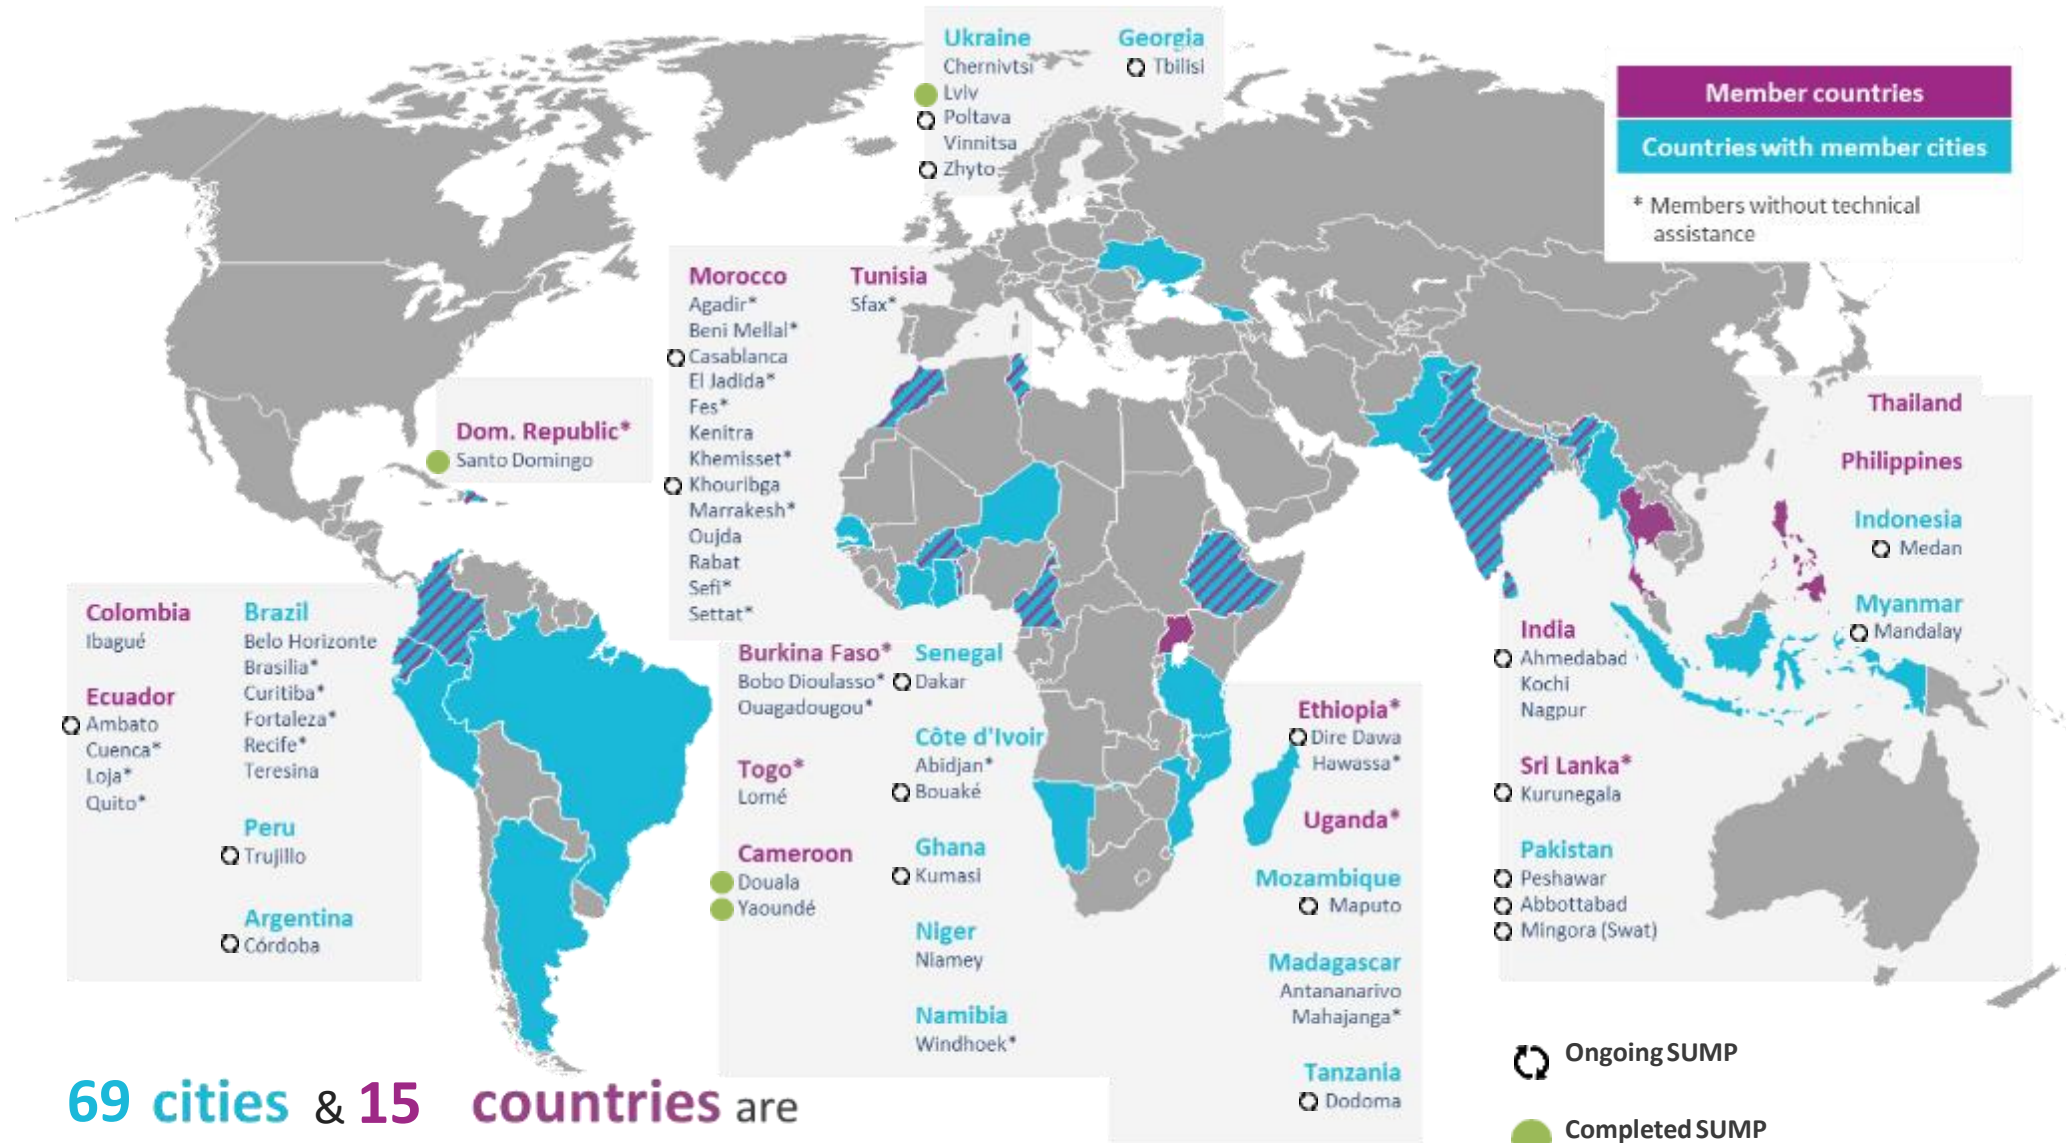 Ukraine
Chernivtsi
Lviv
Poltava
Vinnitsa
Zhyto
Georgia
Tbilisi
Member countries
Countries with member cities
* Members without technical
assistance
Morocco
Agadir*
Beni Mellal*
Casablanca
El Jadida*
Fes*
Kenitra
Khemisset*
Khouribga
Marrakesh*
Oujda
Rabat
Sefi*
Settat*
Tunisia
Sfax*
Dom. Republic*
Santo Domingo
Thailand
Philippines
Indonesia
Medan
Myanmar
Mandalay
Colombia
Ibagué
Ecuador
Ambato
Cuenca*
Loja*
Quito*
Brazil
Belo Horizonte
Brasilia*
Curitiba*
Fortaleza*
Recife*
Teresina
Peru
Trujillo
Argentina
Córdoba
Burkina Faso*
Bobo Dioulasso*
Ouagadougou*
Togo*
Lomé
Cameroon
Douala
Yaoundé
Senegal
Dakar
Côte d'Ivoir
Abidjan*
Bouaké
Ghana
Kumasi
Niger
Niamey
Namibia
Windhoek*
Ethiopia*
Dire Dawa
Hawassa*
Uganda*
Mozambique
Maputo
Madagascar
Antananarivo
Mahajanga*
Tanzania
Dodoma
India
Ahmedabad
Kochi
Nagpur
Sri Lanka*
Kurunegala
Pakistan
Peshawar
Abbottabad
Mingora (Swat)
Ongoing SUMP
Completed SUMP
69 cities & 15 countries are